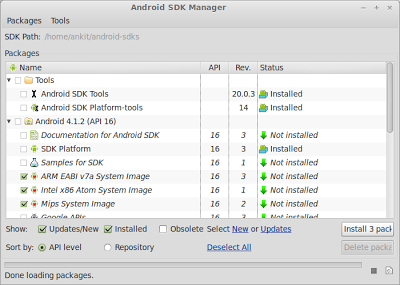 Android SDK Manager
Packages Tools
SDK Path: /home/ankit/android-sdks
Packages
Name API Rev. Status
Tools
Android SDK Tools 20.0.3 Installed
Android SDK Platform-tools 14 Installed
Android 4.1.2 (API 16)
Documentation for Android SDK 16 3 Not installed
SDK Platform 16 3 Installed
Samples for SDK 16 1 Not installed
ARM EABI v7a System Image 16 3 Not installed
Intel x86 Atom System Image 16 1 Not installed
Mips System Image 16 2 Not installed
Google APIs 16 3 Not installed
Show: Updates/New Installed Obsolete Select New or Updates Install 3 pack
Sort by: API level Repository Deselect All Delete packa
Done loading packages.